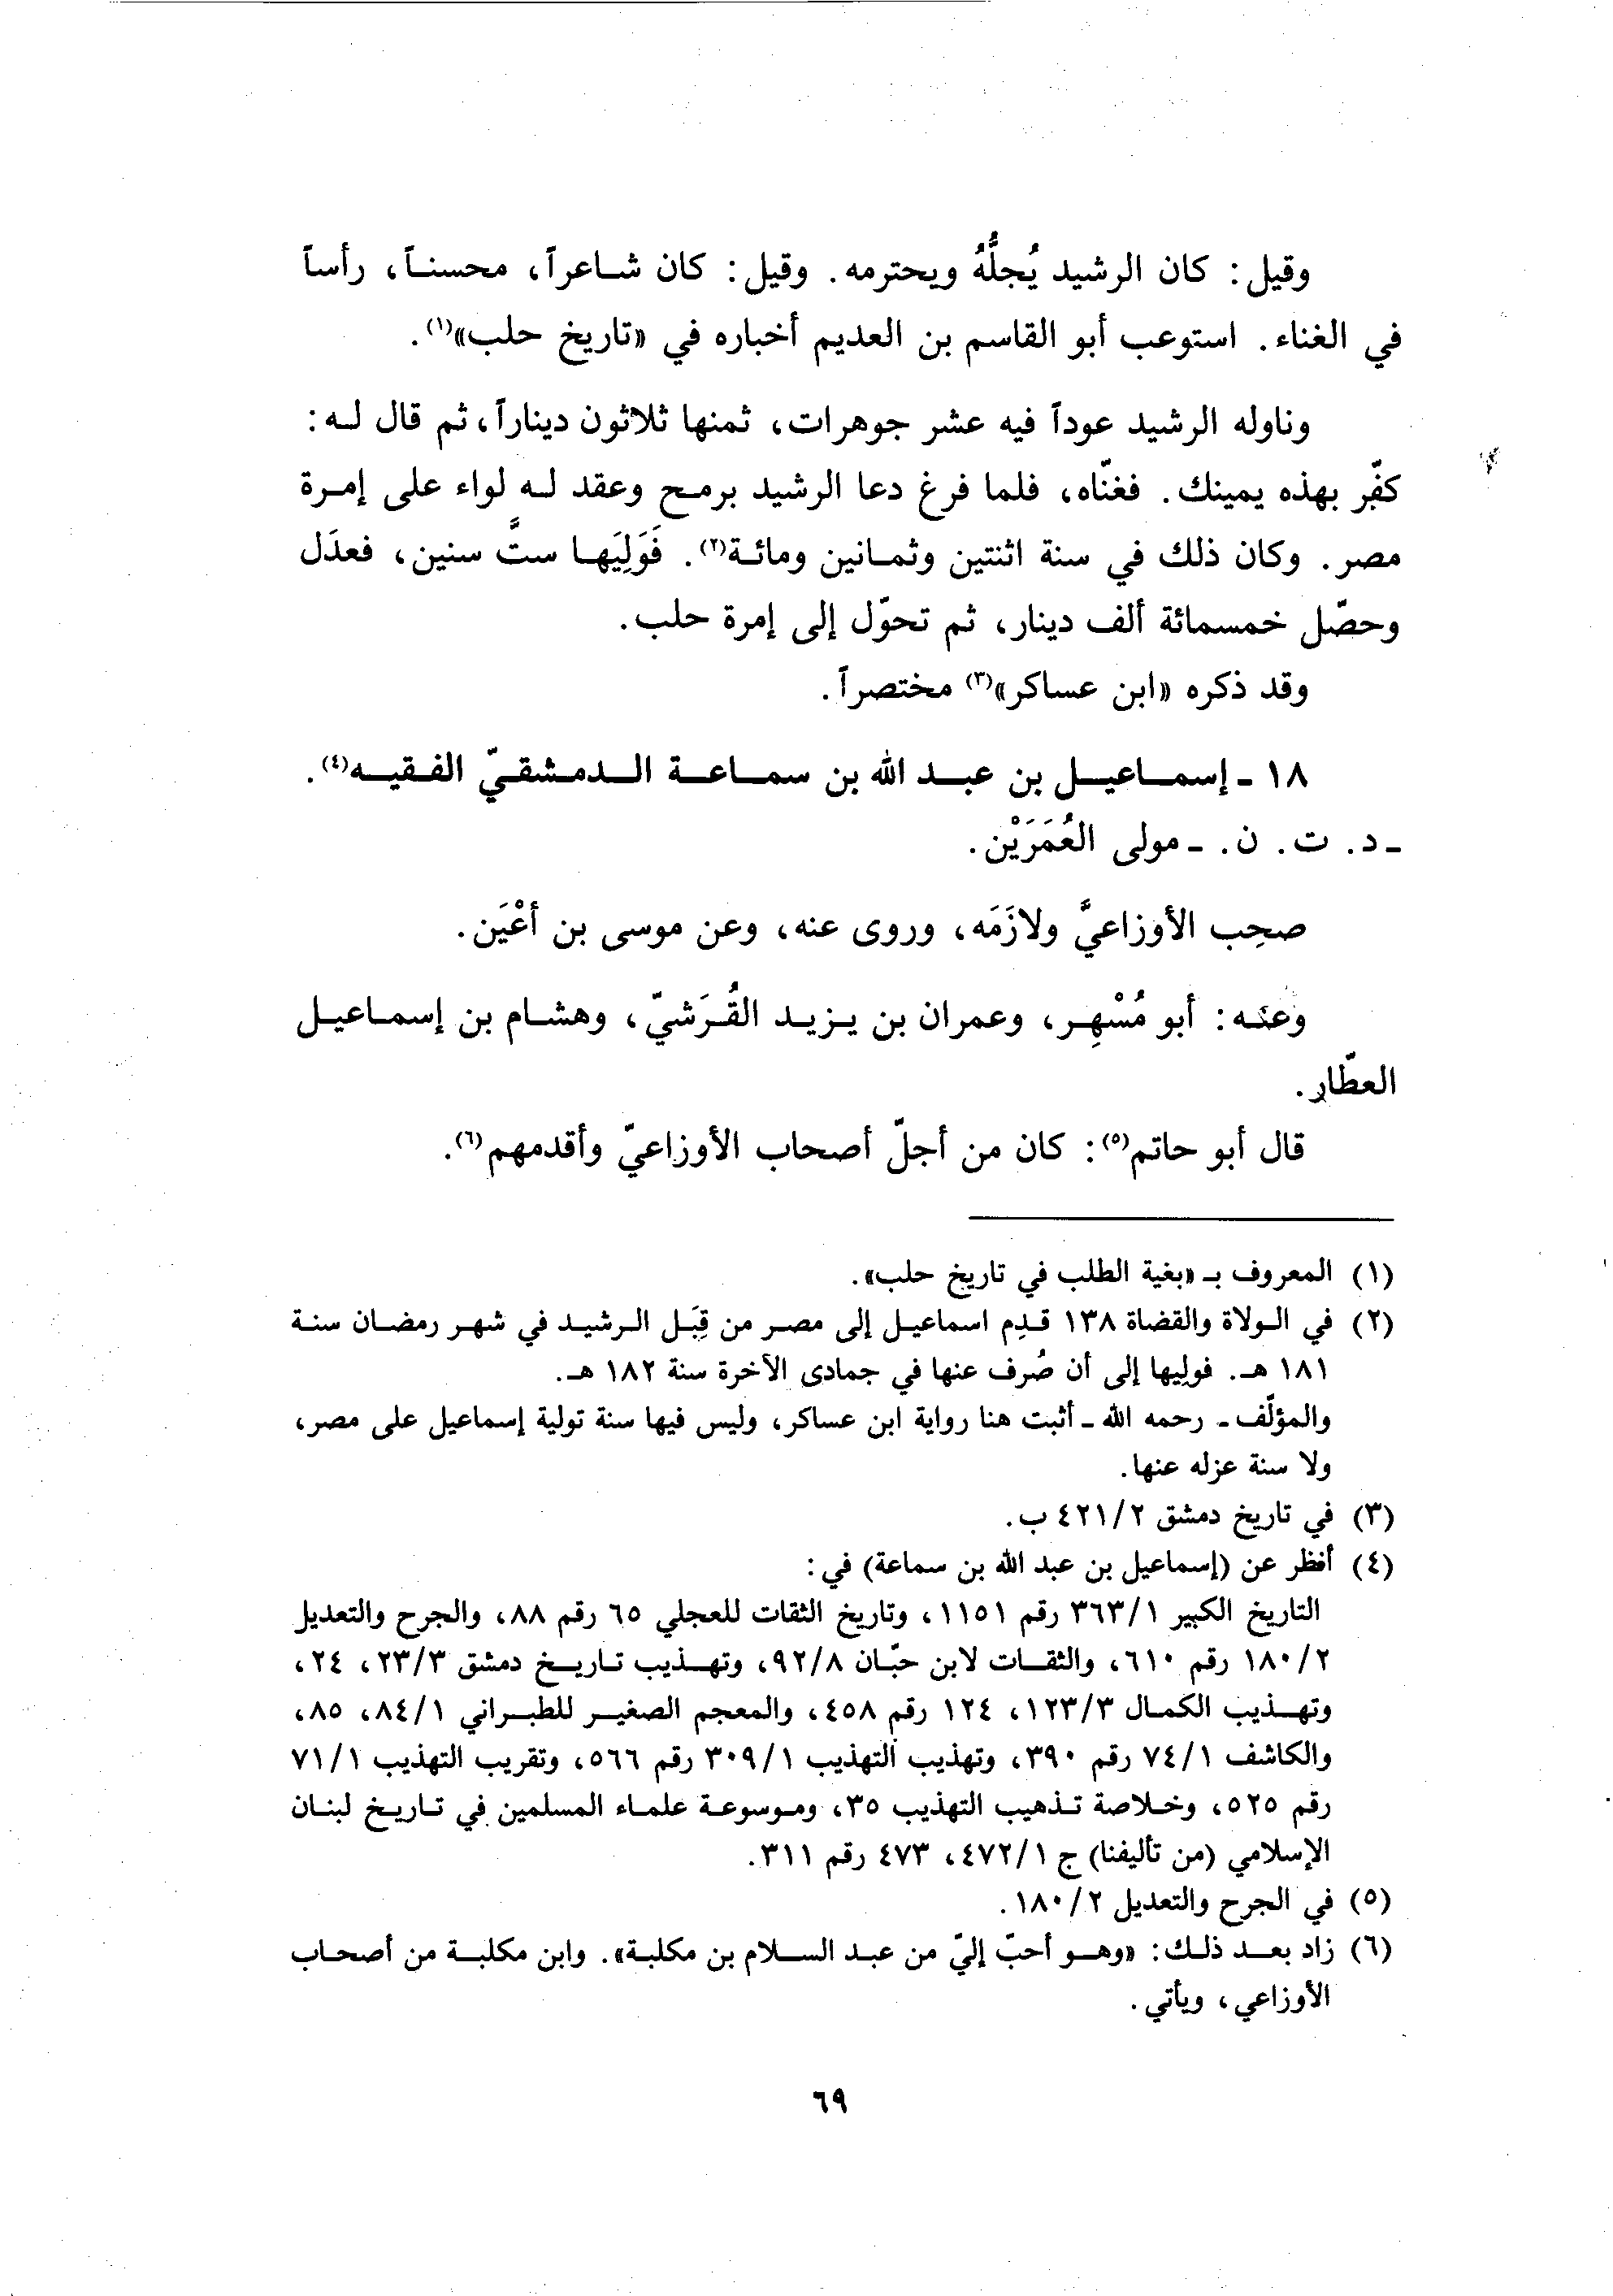 وقيل: كان الرشيد يُجلُّهُ ويحترمه. وقيل: كان شاعراً، محسناً، رأساً
في الغناء. استوعب أبو القاسم بن العديم أخباره في «تاريخ حلب»(١).
وناوله الرشيد عوداً فيه عشر جوهرات، ثمنها ثلاثون ديناراً، ثم قال له:
كفّر بهذه يمينك. فغنّاه، فلما فرغ دعا الرشيد برمح وعقد له لواء على إمرة
مصر. وكان ذلك في سنة اثنتين وثمانين ومائة(٢). فَوَلِيَها ستَّ سنين، فعدَل
وحصّل خمسمائة ألف دينار، ثم تحوّل إلى إمرة حلب.
وقد ذكره «ابن عساكر»(٣) مختصراً.
١٨ - إسماعيل بن عبد الله بن سماعة الدمشقيّ الفقيه(٤).
- د. ت. ن. - مولى العُمَرَيْن.
صحِب الأوزاعيَّ ولازَمَه، وروى عنه، وعن موسى بن أعْيَن.
وعنه: أبو مُسْهِر، وعمران بن يزيد القُرَشيّ، وهشام بن إسماعيل
العطّار.
قال أبو حاتم(٥): كان من أجلّ أصحاب الأوزاعيّ وأقدمهم(٦).
(١) المعروف بـ «بغية الطلب في تاريخ حلب».
(٢) في الولاة والقضاة ١٣٨ قدِم اسماعيل إلى مصر من قِبَل الرشيد في شهر رمضان سنة
١٨١ هـ. فولِيها إلى أن صُرف عنها في جمادى الآخرة سنة ١٨٢ هـ.
والمؤلّف - رحمه الله - أثبت هنا رواية ابن عساكر، وليس فيها سنة تولية إسماعيل على مصر،
ولا سنة عزله عنها.
(٣) في تاريخ دمشق ٤٢١/٢ ب.
(٤) أنظر عن (إسماعيل بن عبد الله بن سماعة) في:
التاريخ الكبير ٣٦٣/١ رقم ١١٥١، وتاريخ الثقات للعجلي ٦٥ رقم ٨٨، والجرح والتعديل
١٨٠/٢ رقم ٦١٠، والثقات لابن حبّان ٩٢/٨، وتهذيب تاريخ دمشق ٢٣/٣، ٢٤،
وتهذيب الكمال ١٢٣/٣، ١٢٤ رقم ٤٥٨، والمعجم الصغير للطبراني ٨٤/١، ٨٥،
والكاشف ٧٤/١ رقم ٣٩٠، وتهذيب التهذيب ٣٠٩/١ رقم ٥٦٦، وتقريب التهذيب ٧١/١
رقم ٥٢٥، وخلاصة تذهيب التهذيب ٣٥، وموسوعة علماء المسلمين في تاريخ لبنان
الإسلامي (من تأليفنا) ج ٤٧٢/١، ٤٧٣ رقم ٣١١.
(٥) في الجرح والتعديل ١٨٠/٢.
(٦) زاد بعد ذلك: «وهو أحبّ إليّ من عبد السلام بن مكلبة». وابن مكلبة من أصحاب
الأوزاعي، ويأتي.
٦٩